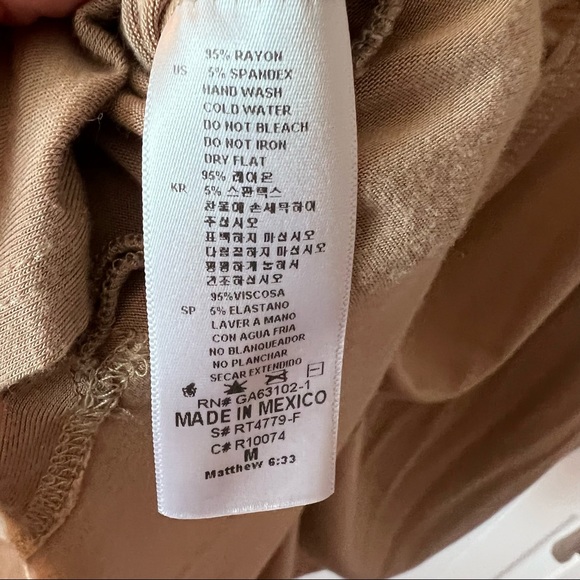 95% RAYON
US 5% SPANDEX
HAND WASH
COLD WATER
DO NOT BLEACH
DO NOT IRON
DRY FLAT
95% 레이온
KR 5% 스판텍스
찬물에 손세탁하여
주십시오
표백하지 마십시오
다림질하지 마십시오
평평하게 눕혀서
건조하십시오
95%VISCOSA
SP 5% ELASTANO
LAVER A MANO
CON AGUA FRIA
NO BLANQUEADOR
NO PLANCHAR
SECAR EXTENDIDO
RN# GA63102-1
MADE IN MEXICO
S# RT4779-F
C# R10074
M
Matthew 6:33